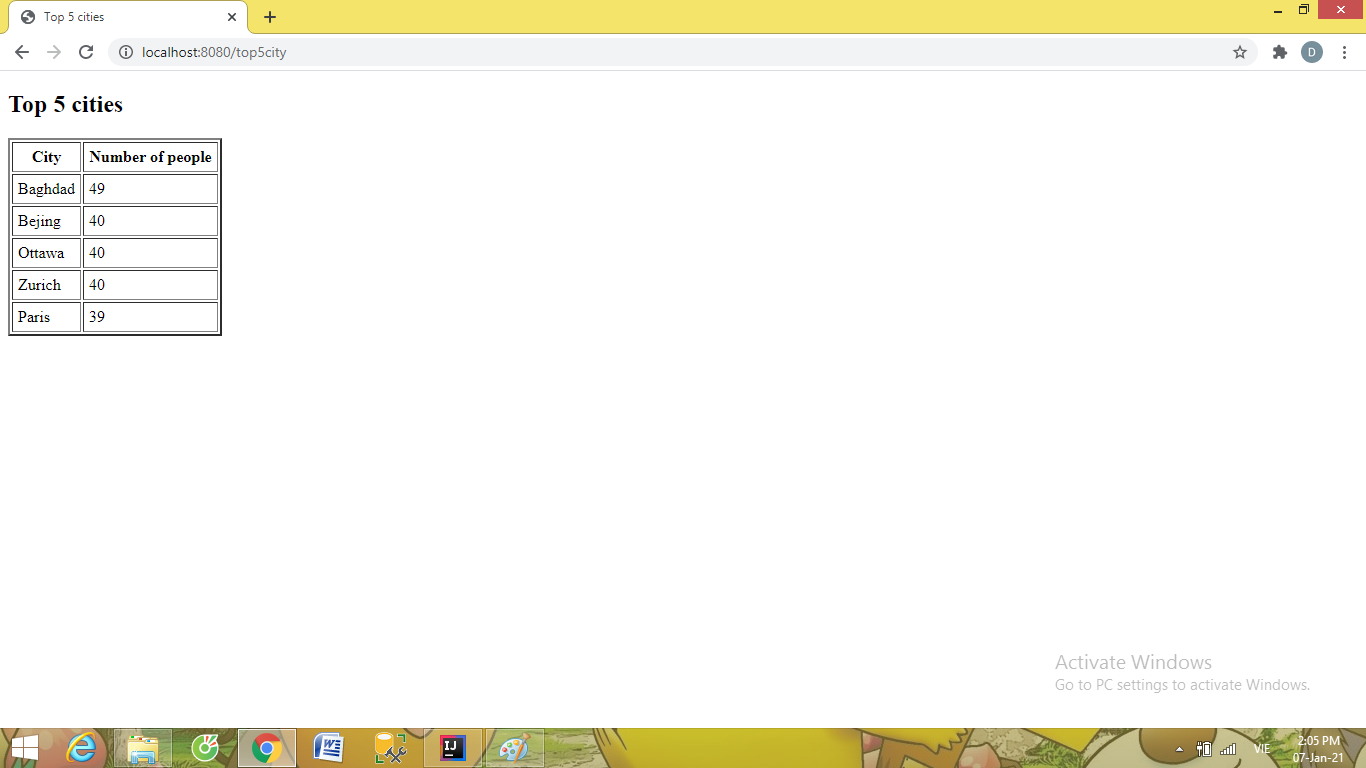 Top 5 cities
localhost:8080/top5city
D
Top 5 cities
City Number of people
Baghdad 49
Bejing 40
Ottawa 40
Zurich 40
Paris 39
Activate Windows
Go to PC settings to activate Windows.
VIE
2:05 PM
07-Jan-21